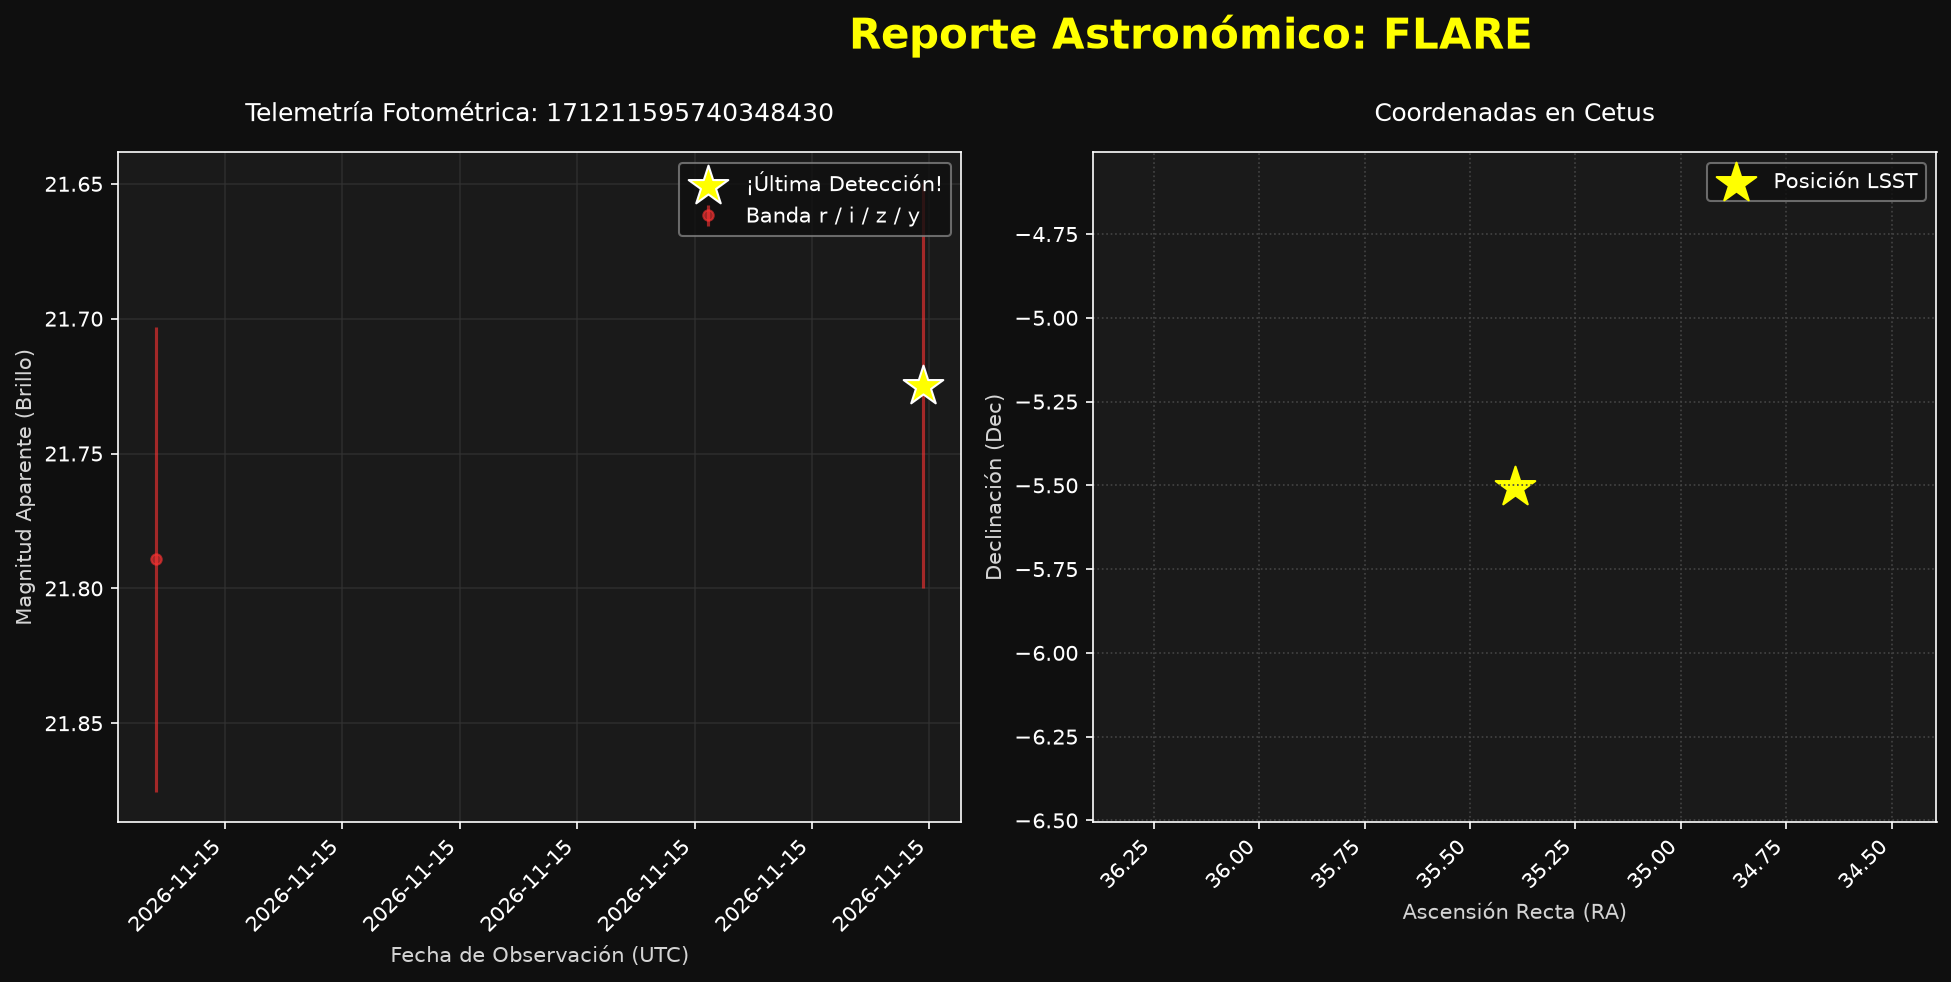 Reporte Astronómico: FLARE
Telemetría Fotométrica: 171211595740348430
¡Última Detección!
Banda r / i / z / y
Magnitud Aparente (Brillo)
21.65
21.70
21.75
21.80
21.85
2026-11-15
2026-11-15
2026-11-15
2026-11-15
2026-11-15
2026-11-15
2026-11-15
Fecha de Observación (UTC)
Coordenadas en Cetus
Posición LSST
Declinación (Dec)
−4.75
−5.00
−5.25
−5.50
−5.75
−6.00
−6.25
−6.50
36.25
36.00
35.75
35.50
35.25
35.00
34.75
34.50
Ascensión Recta (RA)